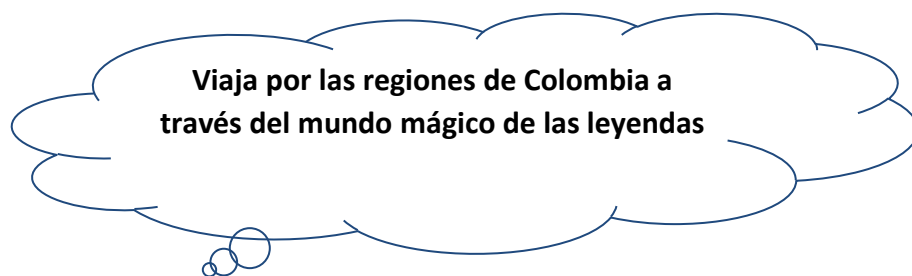 Viaja por las regiones de Colombia a
través del mundo mágico de las leyendas